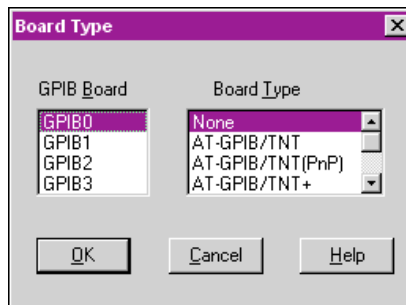 Board Type
GPIB Board
Board Type
GPIB0
GPIB1
GPIB2
GPIB3
None
AT-GPIB/TNT
AT-GPIB/TNT(PnP)
AT-GPIB/TNT+
OK
Cancel
Help